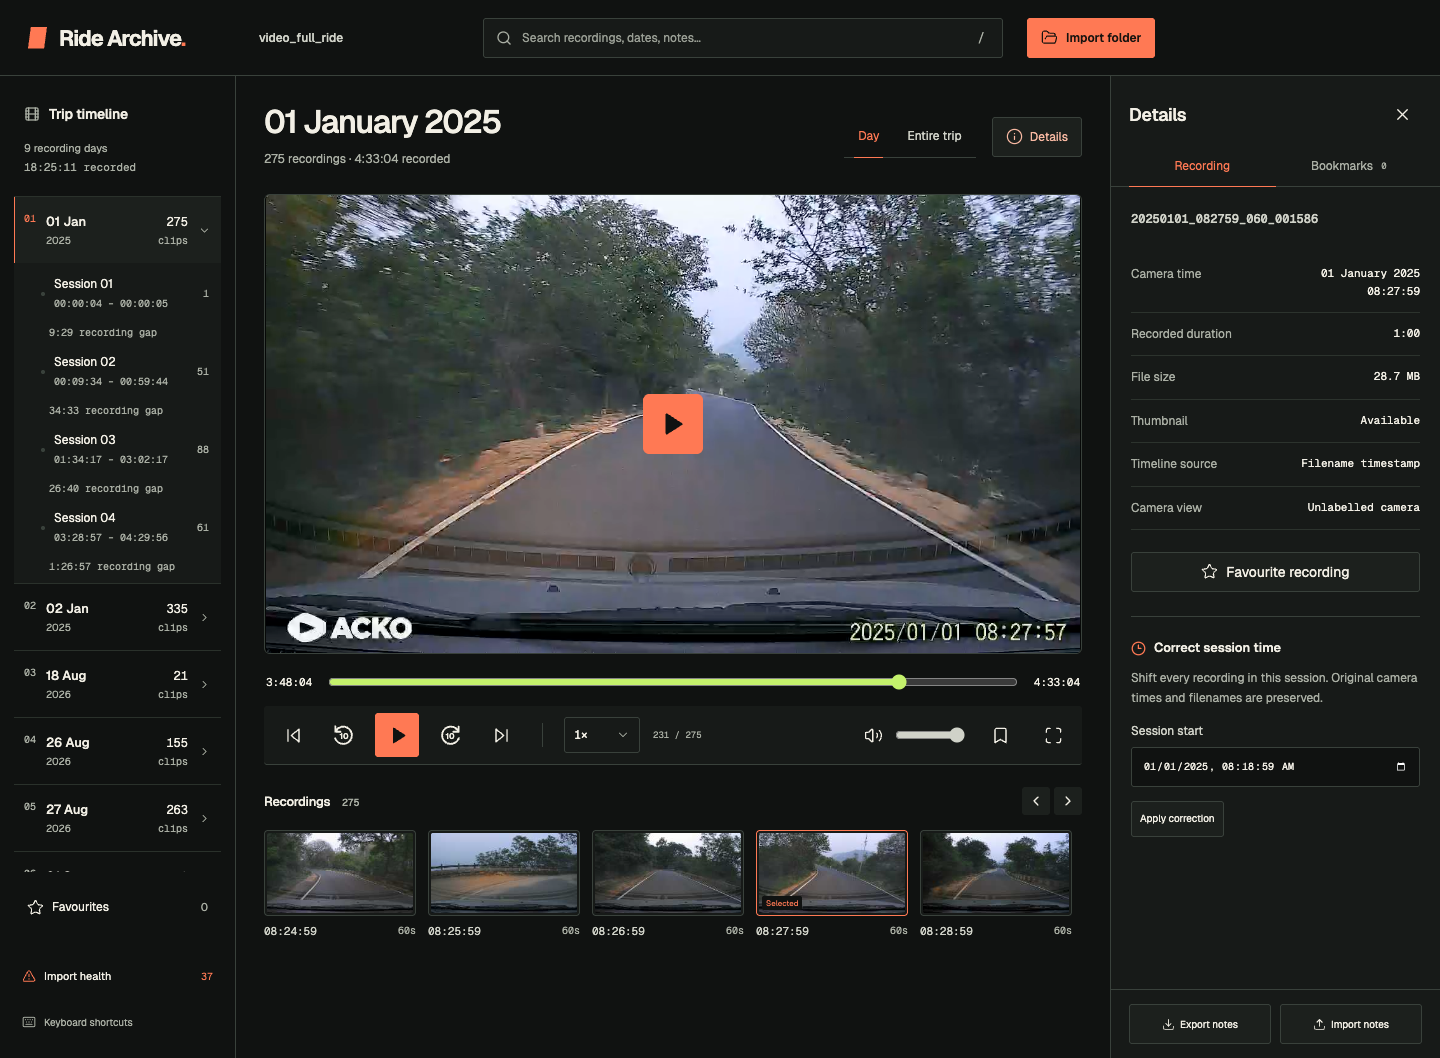 Ride Archive.
video_full_ride
Search recordings, dates, notes...
/
Import folder
Trip timeline
9 recording days
18:25:11 recorded
01
01 Jan
275
2025
clips
Session 01
00:00:04 – 00:00:05
1
9:29 recording gap
Session 02
00:09:34 – 00:59:44
51
34:33 recording gap
Session 03
01:34:17 – 03:02:17
88
26:40 recording gap
Session 04
03:28:57 – 04:29:56
61
1:26:57 recording gap
02
02 Jan
335
2025
clips
03
18 Aug
21
2026
clips
04
26 Aug
155
2026
clips
05
27 Aug
263
2026
clips
Favourites
0
Import health
37
Keyboard shortcuts
01 January 2025
275 recordings · 4:33:04 recorded
Day
Entire trip
Details
ACKO
2025/01/01 08:27:57
3:48:04
4:33:04
10
10
1×
231 / 275
Recordings
275
Selected
08:24:59
60s
08:25:59
60s
08:26:59
60s
08:27:59
60s
08:28:59
60s
Details
Recording
Bookmarks
0
20250101_082759_060_001586
Camera time
01 January 2025
08:27:59
Recorded duration
1:00
File size
28.7 MB
Thumbnail
Available
Timeline source
Filename timestamp
Camera view
Unlabelled camera
Favourite recording
Correct session time
Shift every recording in this session. Original camera
times and filenames are preserved.
Session start
01/01/2025, 08:18:59 AM
Apply correction
Export notes
Import notes